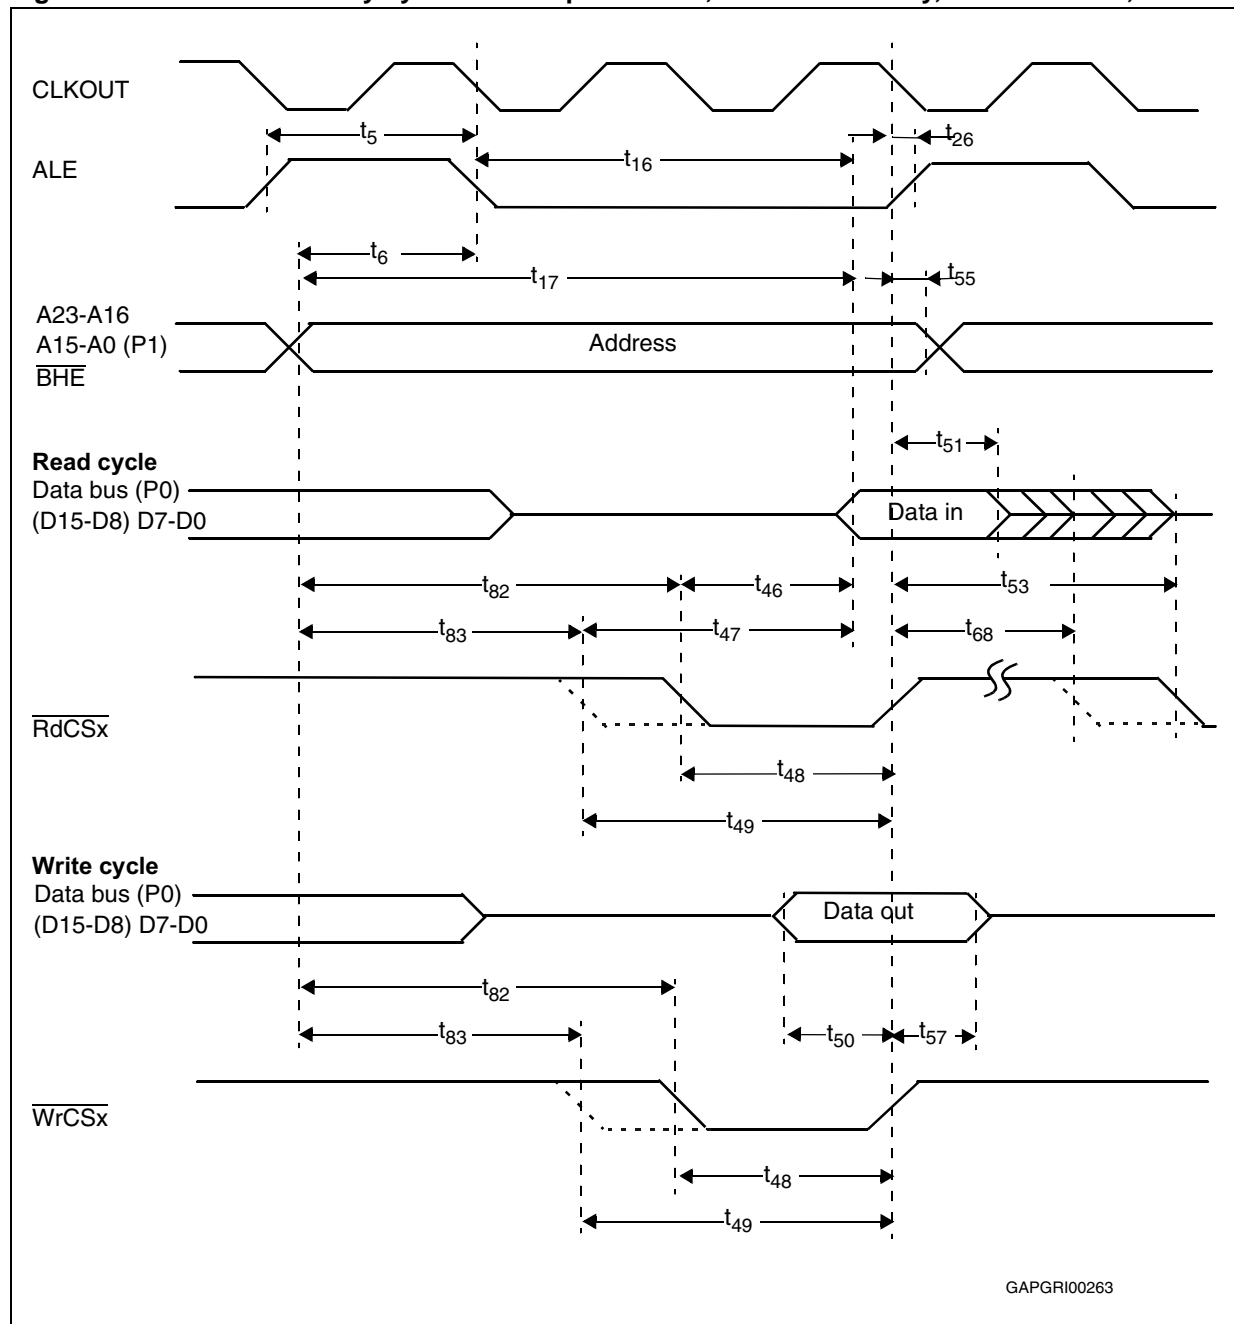 CLKOUT
t5
t26
t16
ALE
t6
t17
t55
A23-A16
A15-A0 (P1)
Address
BHE
t51
Read cycle
Data bus (P0)
(D15-D8) D7-D0
Data in
t82
t46
t53
t83
t47
t68
RdCSx
t48
t49
Write cycle
Data bus (P0)
(D15-D8) D7-D0
Data out
t82
t83
t50
t57
WrCSx
t48
t49
GAPGRI00263